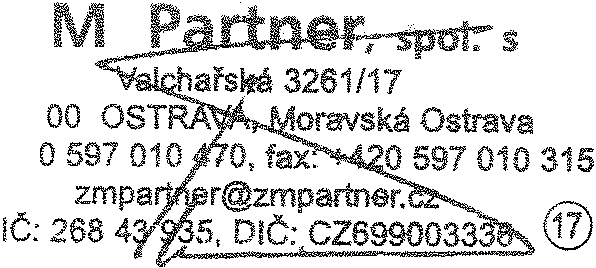 M Partner, spol. s
Valchařská 3261/17
00 OSTRAVA, Moravská Ostrava
0 597 010 470, fax: +420 597 010 315
zmpartner@zmpartner.cz
IČ: 268 43 935, DIČ: CZ699003336 17